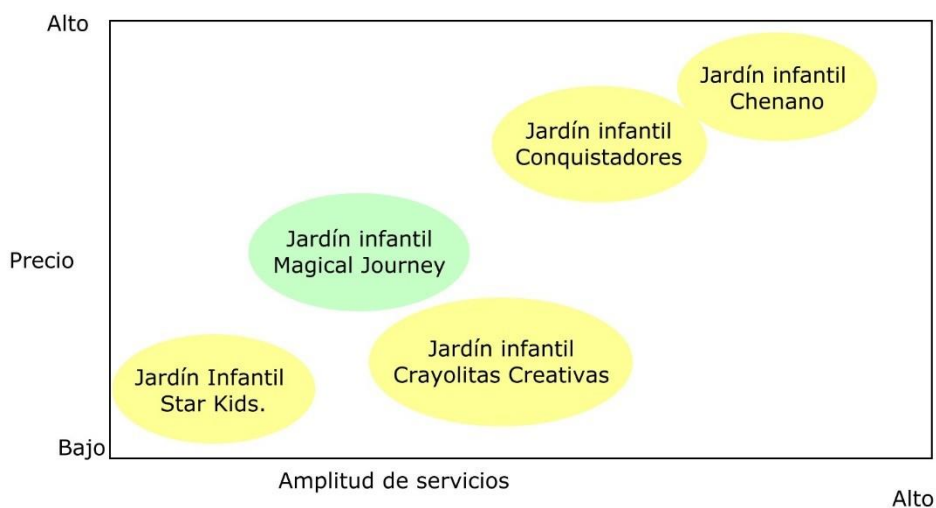 Alto
Jardín infantil
Chenano
Jardín infantil
Conquistadores
Jardín infantil
Magical Journey
Precio
Jardín infantil
Crayolitas Creativas
Jardín Infantil
Star Kids.
Bajo
Amplitud de servicios
Alto